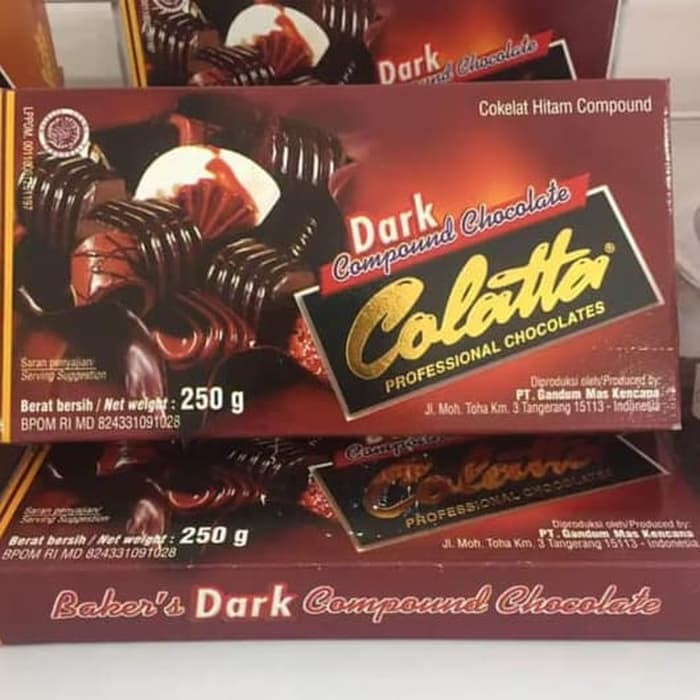 Dark
Compound Chocolate
Cokelat Hitam Compound
Dark
Compound Chocolate
Colatta®
PROFESSIONAL CHOCOLATES
Saran penyajian/
Serving Suggestion
Diproduksi oleh/Produced by:
PT. Gandum Mas Kencana
Jl. Moh. Toha Km. 3 Tangerang 15113 - Indonesia
Berat bersih / Net weight : 250 g
BPOM RI MD 824331091028
Compound
Colatta
PROFESSIONAL CHOCOLATES
Saran penyajian/
Serving Suggestion
Diproduksi oleh/Produced by:
PT. Gandum Mas Kencana
Jl. Moh. Toha Km. 3 Tangerang 15113 - Indonesia
Berat bersih / Net weight : 250 g
BPOM RI MD 824331091028
Baker's Dark Compound Chocolate